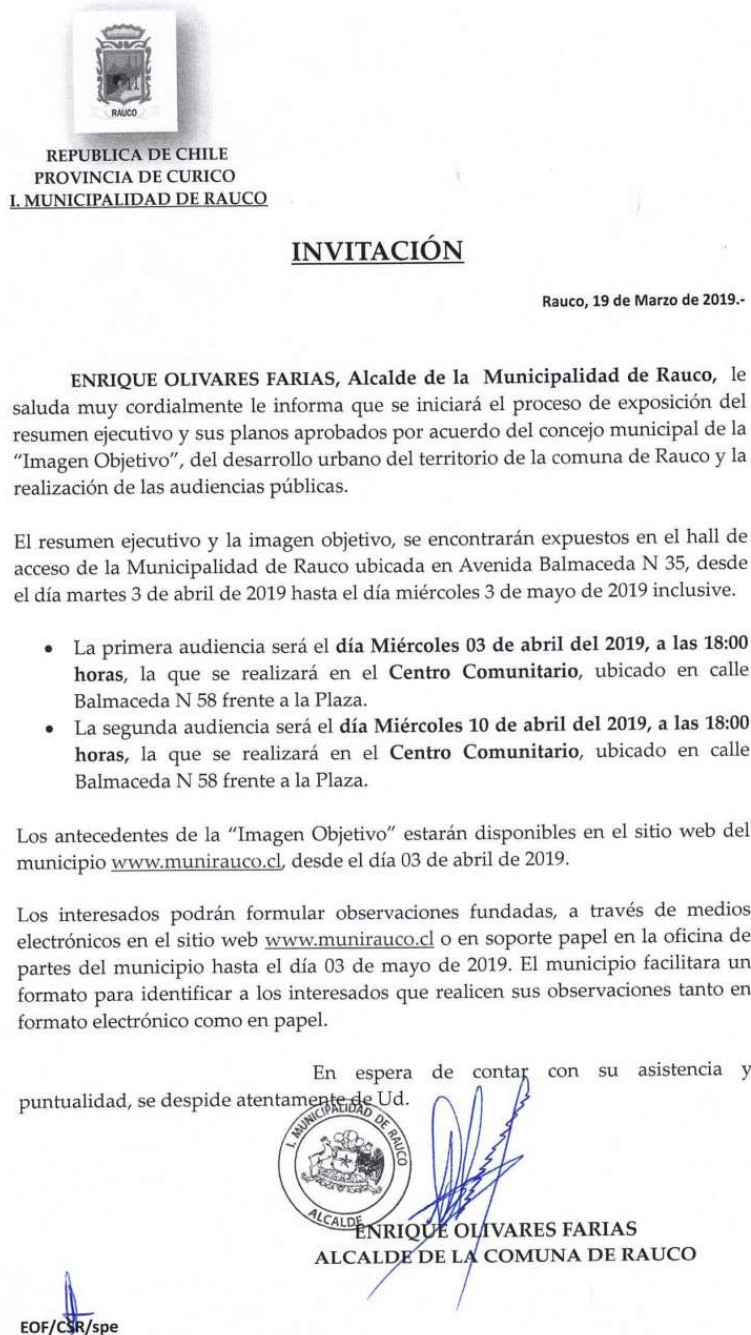 RAUCO
REPUBLICA DE CHILE
PROVINCIA DE CURICO
I. MUNICIPALIDAD DE RAUCO
INVITACIÓN
Rauco, 19 de Marzo de 2019.-
ENRIQUE OLIVARES FARIAS, Alcalde de la Municipalidad de Rauco, le
saluda muy cordialmente le informa que se iniciará el proceso de exposición del
resumen ejecutivo y sus planos aprobados por acuerdo del concejo municipal de la
“Imagen Objetivo”, del desarrollo urbano del territorio de la comuna de Rauco y la
realización de las audiencias públicas.
El resumen ejecutivo y la imagen objetivo, se encontrarán expuestos en el hall de
acceso de la Municipalidad de Rauco ubicada en Avenida Balmaceda N 35, desde
el día martes 3 de abril de 2019 hasta el día miércoles 3 de mayo de 2019 inclusive.
• La primera audiencia será el día Miércoles 03 de abril del 2019, a las 18:00
horas, la que se realizará en el Centro Comunitario, ubicado en calle
Balmaceda N 58 frente a la Plaza.
• La segunda audiencia será el día Miércoles 10 de abril del 2019, a las 18:00
horas, la que se realizará en el Centro Comunitario, ubicado en calle
Balmaceda N 58 frente a la Plaza.
Los antecedentes de la “Imagen Objetivo” estarán disponibles en el sitio web del
municipio www.munirauco.cl, desde el día 03 de abril de 2019.
Los interesados podrán formular observaciones fundadas, a través de medios
electrónicos en el sitio web www.munirauco.cl o en soporte papel en la oficina de
partes del municipio hasta el día 03 de mayo de 2019. El municipio facilitara un
formato para identificar a los interesados que realicen sus observaciones tanto en
formato electrónico como en papel.
En espera de contar con su asistencia y
puntualidad, se despide atentamente de Ud.
I. MUNICIPALIDAD DE RAUCO
ALCALDE
ENRIQUE OLIVARES FARIAS
ALCALDE DE LA COMUNA DE RAUCO
EOF/CSR/spe